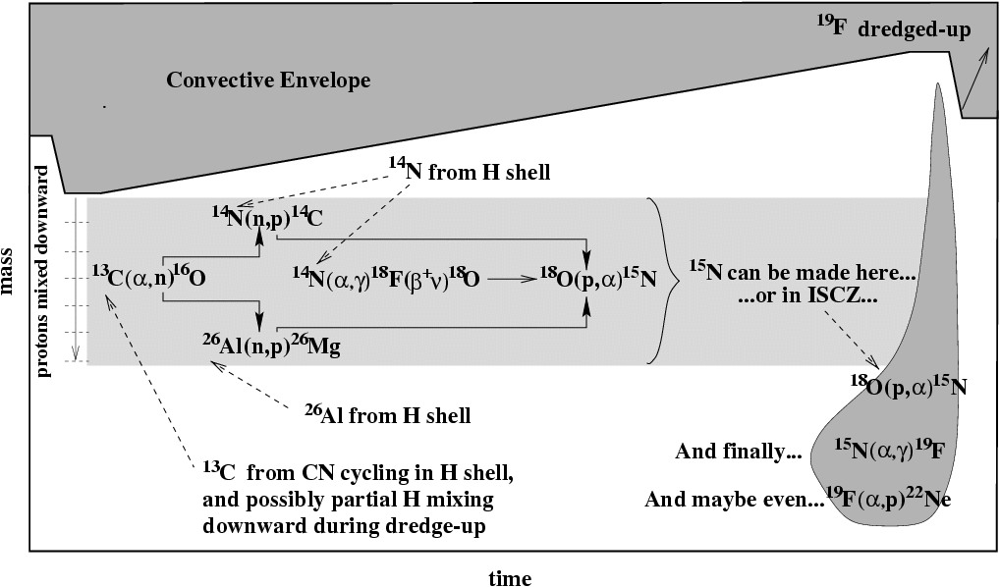 ¹⁹F dredged-up
Convective Envelope
¹⁴N from H shell
¹⁴N(n,p)¹⁴C
¹³C(α,n)¹⁶O
¹⁴N(α,γ)¹⁸F(β⁺ν)¹⁸O
¹⁸O(p,α)¹⁵N
¹⁵N can be made here...
...or in ISCZ...
²⁶Al(n,p)²⁶Mg
²⁶Al from H shell
¹³C from CN cycling in H shell,
and possibly partial H mixing
downward during dredge-up
¹⁸O(p,α)¹⁵N
And finally...
¹⁵N(α,γ)¹⁹F
And maybe even...
¹⁹F(α,p)²²Ne
protons mixed downward
mass
time